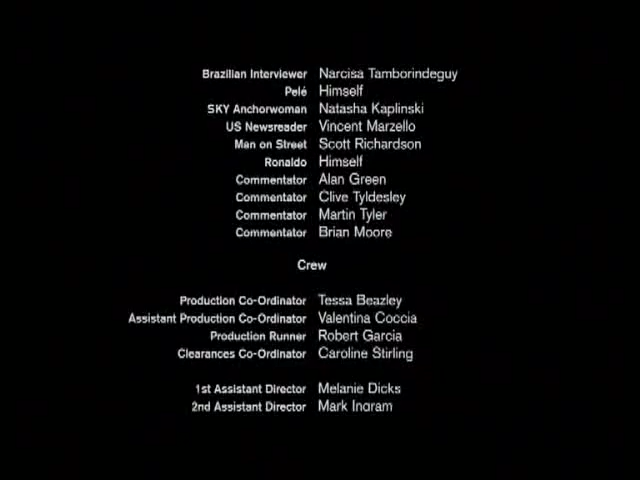 Brazilian Interviewer Narcisa Tamborindeguy
Pelé Himself
SKY Anchorwoman Natasha Kaplinski
US Newsreader Vincent Marzello
Man on Street Scott Richardson
Ronaldo Himself
Commentator Alan Green
Commentator Clive Tyldesley
Commentator Martin Tyler
Commentator Brian Moore
Crew
Production Co-Ordinator Tessa Beazley
Assistant Production Co-Ordinator Valentina Coccia
Production Runner Robert Garcia
Clearances Co-Ordinator Caroline Stirling
1st Assistant Director Melanie Dicks
2nd Assistant Director Mark Ingram